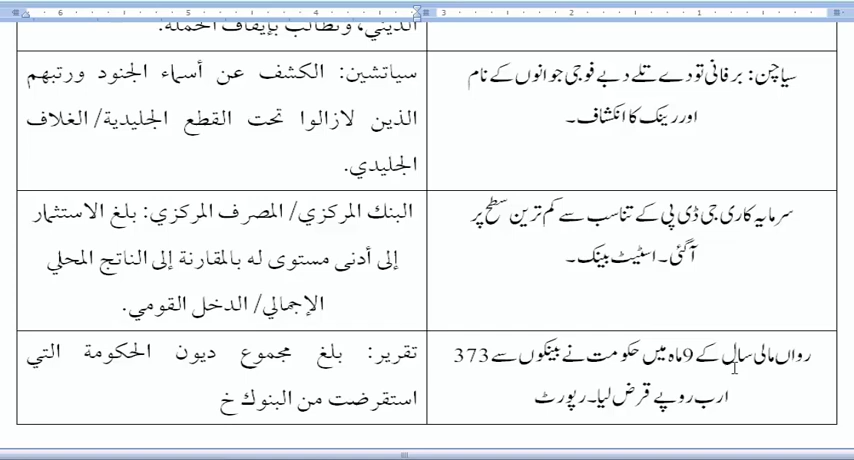 الديني، وتطالب بإيقاف الحملة.
سیاچن: برفانی تودے تلے دبے فوجی جوانوں کے نام
اور رینک کا انکشاف۔
سياتشين: الكشف عن أسماء الجنود ورتبهم
الذين لازالوا تحت القطع الجليدية/ الغلاف
الجليدي.
سرمایہ کاری جی ڈی پی کے تناسب سے کم ترین سطح پر
آگئی۔ اسٹیٹ بینک۔
البنك المركزي/ المصرف المركزي: بلغ الاستثمار
إلى أدنى مستوى له بالمقارنة إلى الناتج المحلي
الإجمالي/ الدخل القومي.
رواں مالی سال کے 9ماہ میں حکومت نے بینکوں سے 373
ارب روپے قرض لیا۔ رپورٹ
تقرير: بلغ مجموع ديون الحكومة التي
استقرضت من البنوك خ